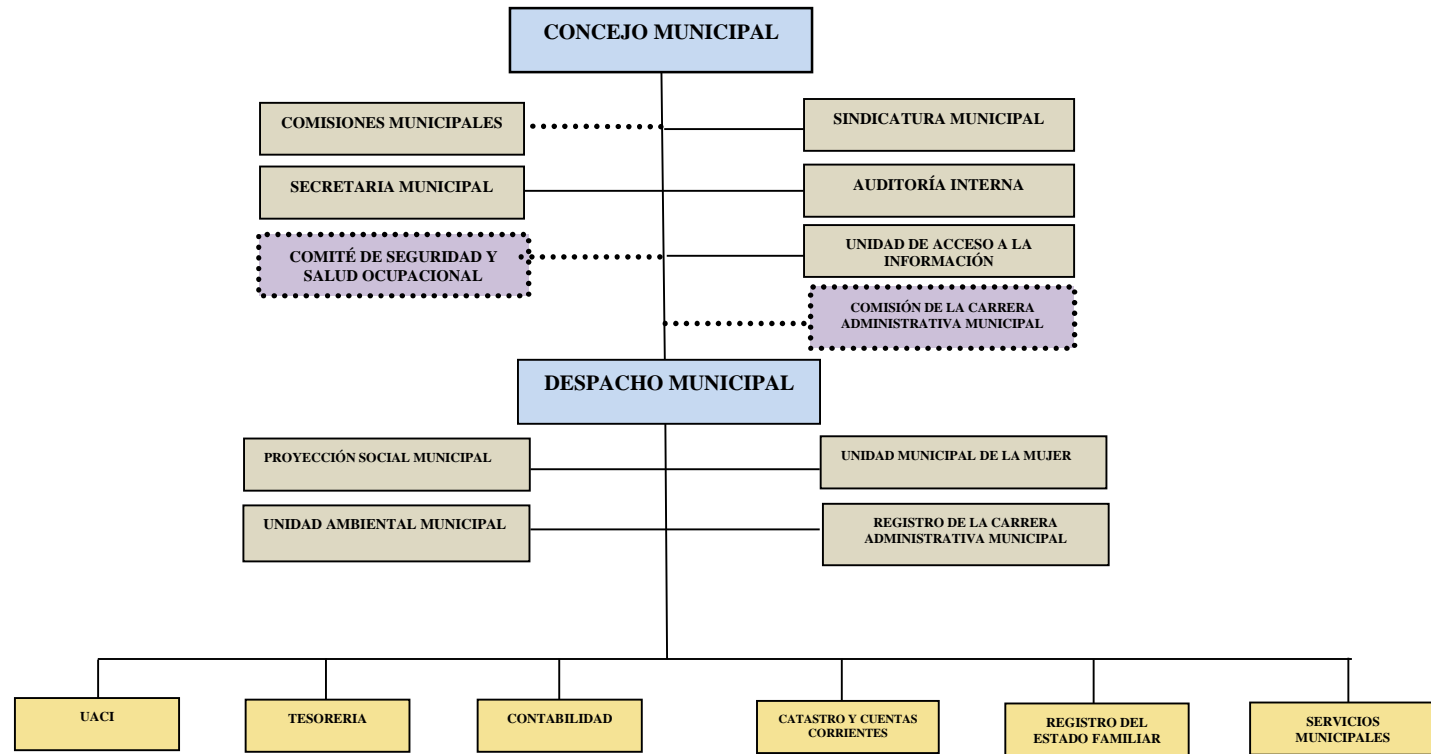 CONCEJO MUNICIPAL
COMISIONES MUNICIPALES
SINDICATURA MUNICIPAL
SECRETARIA MUNICIPAL
AUDITORÍA INTERNA
COMITÉ DE SEGURIDAD Y
SALUD OCUPACIONAL
UNIDAD DE ACCESO A LA
INFORMACIÓN
COMISIÓN DE LA CARRERA
ADMINISTRATIVA MUNICIPAL
DESPACHO MUNICIPAL
PROYECCIÓN SOCIAL MUNICIPAL
UNIDAD MUNICIPAL DE LA MUJER
UNIDAD AMBIENTAL MUNICIPAL
REGISTRO DE LA CARRERA
ADMINISTRATIVA MUNICIPAL
UACI
TESORERIA
CONTABILIDAD
CATASTRO Y CUENTAS
CORRIENTES
REGISTRO DEL
ESTADO FAMILIAR
SERVICIOS
MUNICIPALES